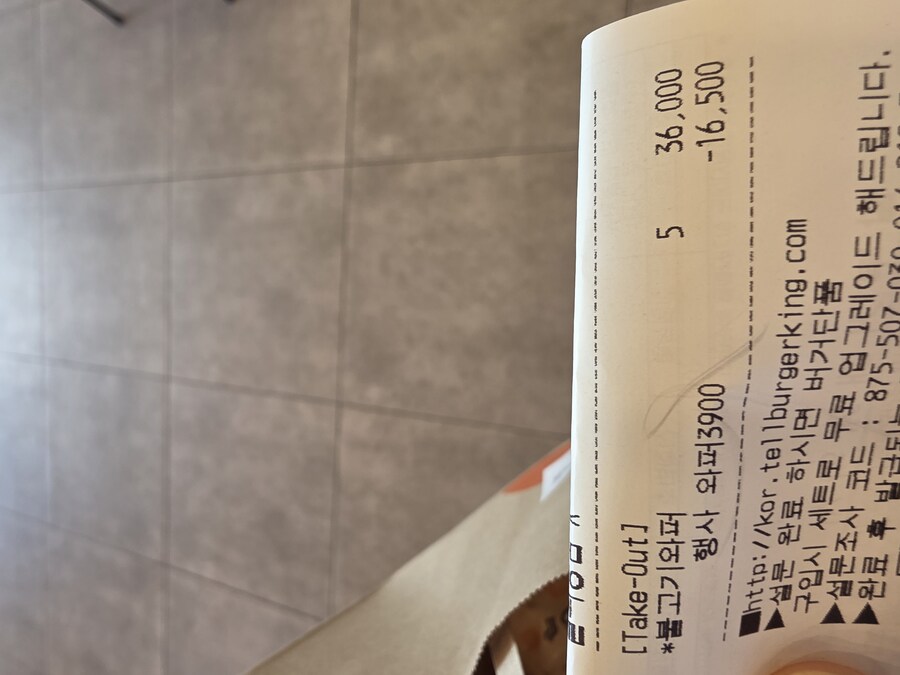 [Take-Out]
*불고기와퍼 5 36,000
행사 와퍼3900 -16,500
■http://kor.tellburgerking.com
▶설문 완료 하시면 버거단품
구입시 세트로 무료 업그레이드 해드립니다.
▶설문조사 코드 : 875-507-030-
▶완료 후